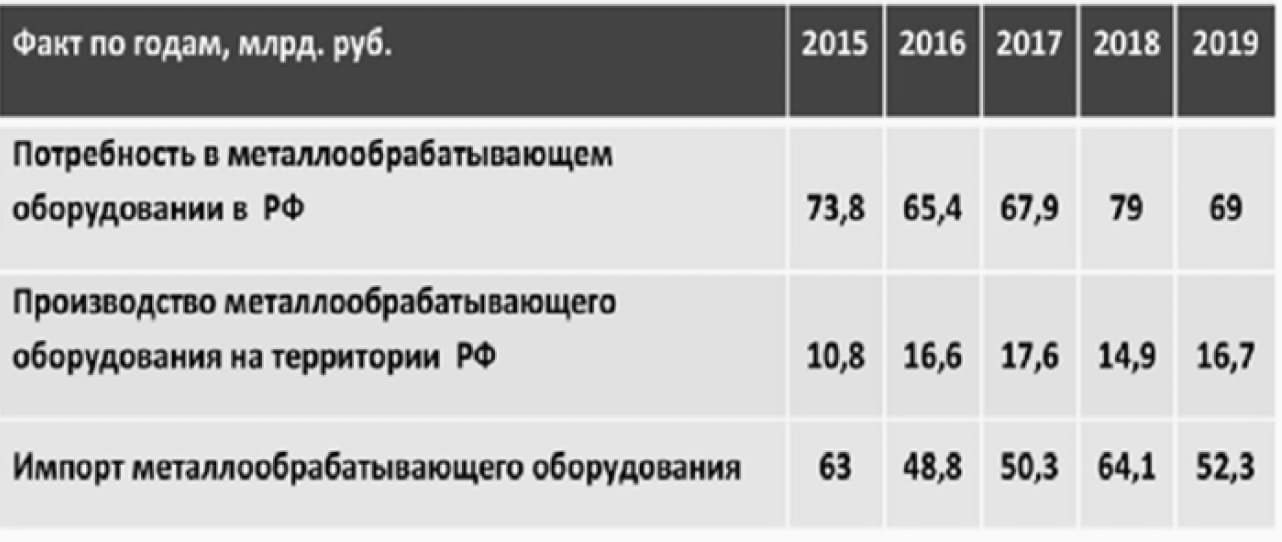 Факт по годам, млрд. руб. 2015 2016 2017 2018 2019
Потребность в металлообрабатывающем
оборудовании в РФ 73,8 65,4 67,9 79 69
Производство металлообрабатывающего
оборудования на территории РФ 10,8 16,6 17,6 14,9 16,7
Импорт металлообрабатывающего оборудования 63 48,8 50,3 64,1 52,3